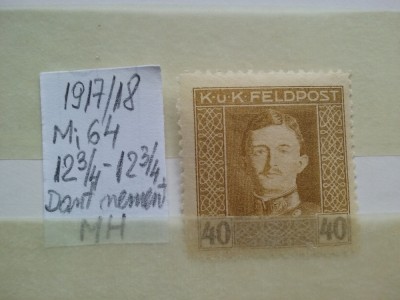 1917/18
Mi 64
12 3/4 - 12 3/4
Dant nement
MH
K.u.K. FELDPOST
40 40